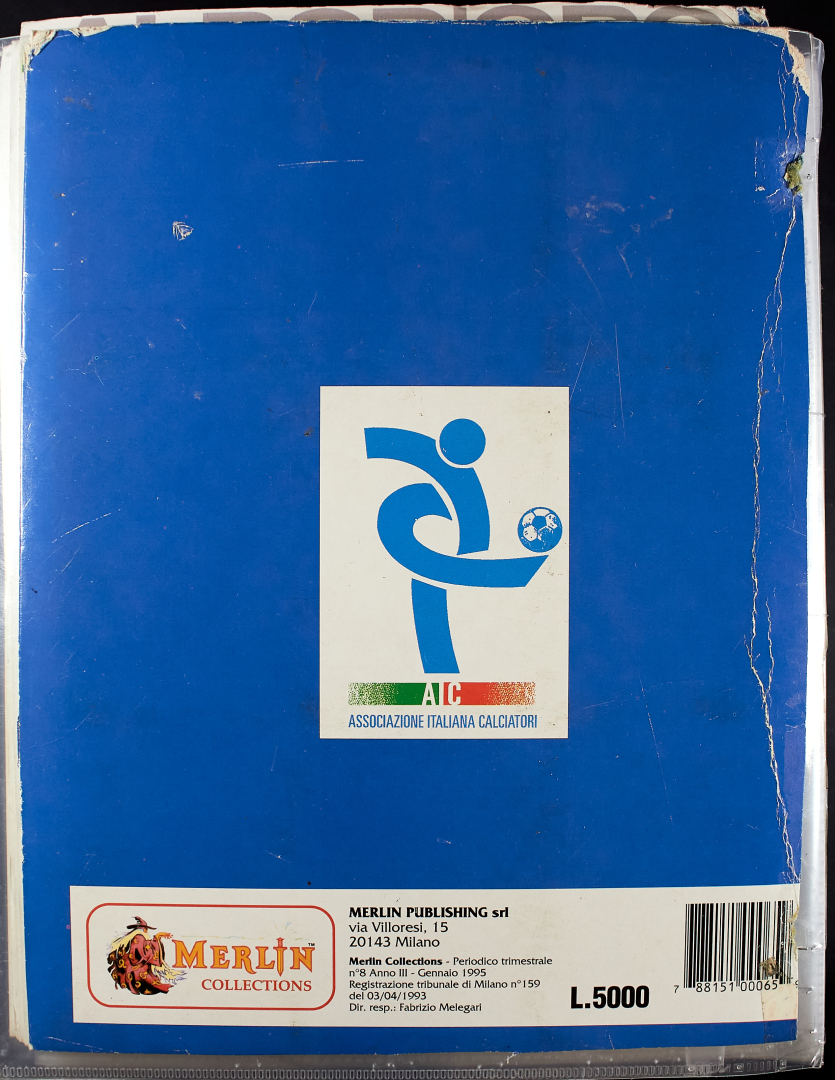 AIC
ASSOCIAZIONE ITALIANA CALCIATORI
MERLIN™
COLLECTIONS
MERLIN PUBLISHING srl
via Villoresi, 15
20143 Milano
Merlin Collections - Periodico trimestrale
n°8 Anno III - Gennaio 1995
Registrazione tribunale di Milano n°159
del 03/04/1993
Dir. resp.: Fabrizio Melegari
L.5000
7 88151 00065